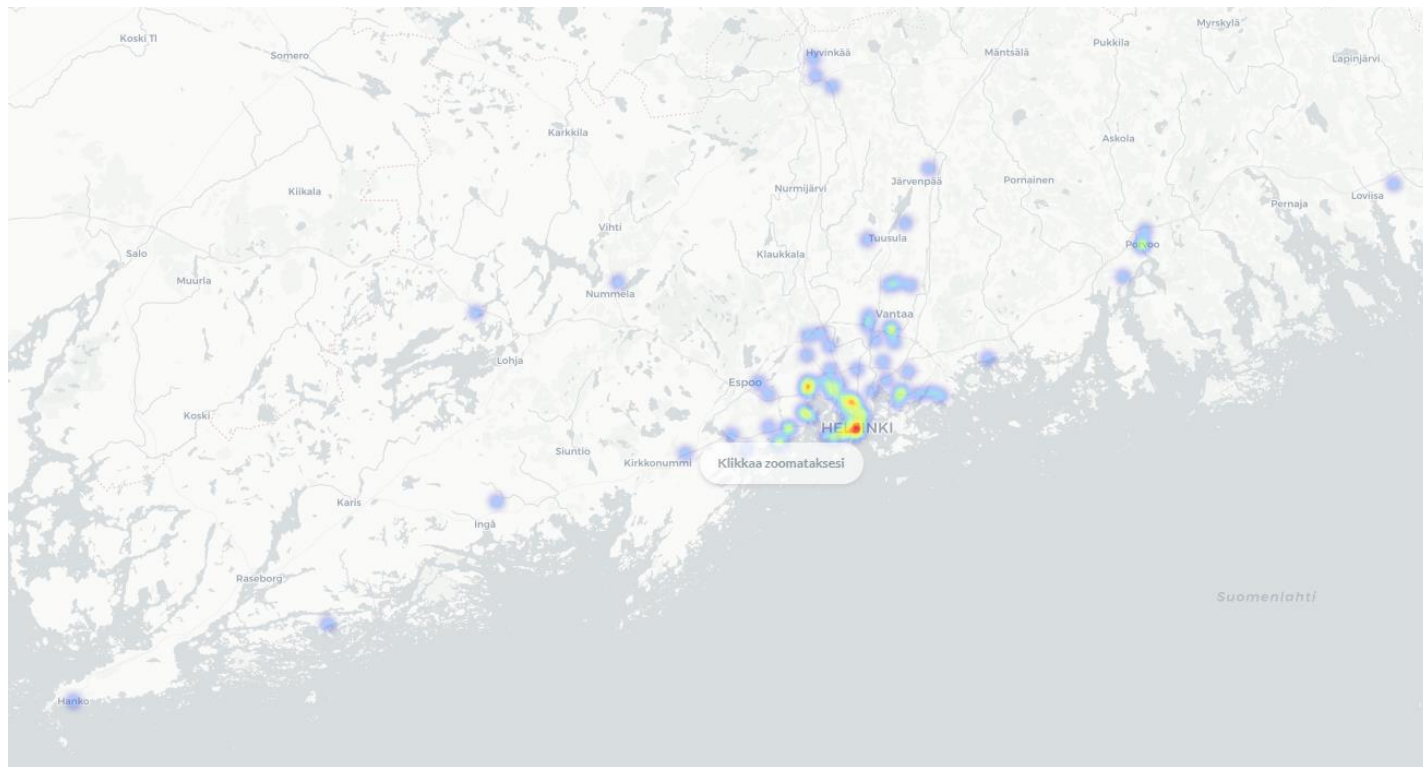 Myrskylä
Koski Tl
Pukkila
Somero
Hyvinkää
Mäntsälä
Lapinjärvi
Karkkila
Askola
Järvenpää
Pornainen
Nurmijärvi
Kiikala
Loviisa
Pernaja
Vihti
Tuusula
Porvoo
Salo
Klaukkala
Muurla
Nummela
Vantaa
Lohja
Espoo
Koski
HELSINKI
Siuntio
Kirkkonummi
Klikkaa zoomataksesi
Karis
Ingå
Raseborg
Suomenlahti
Hanko